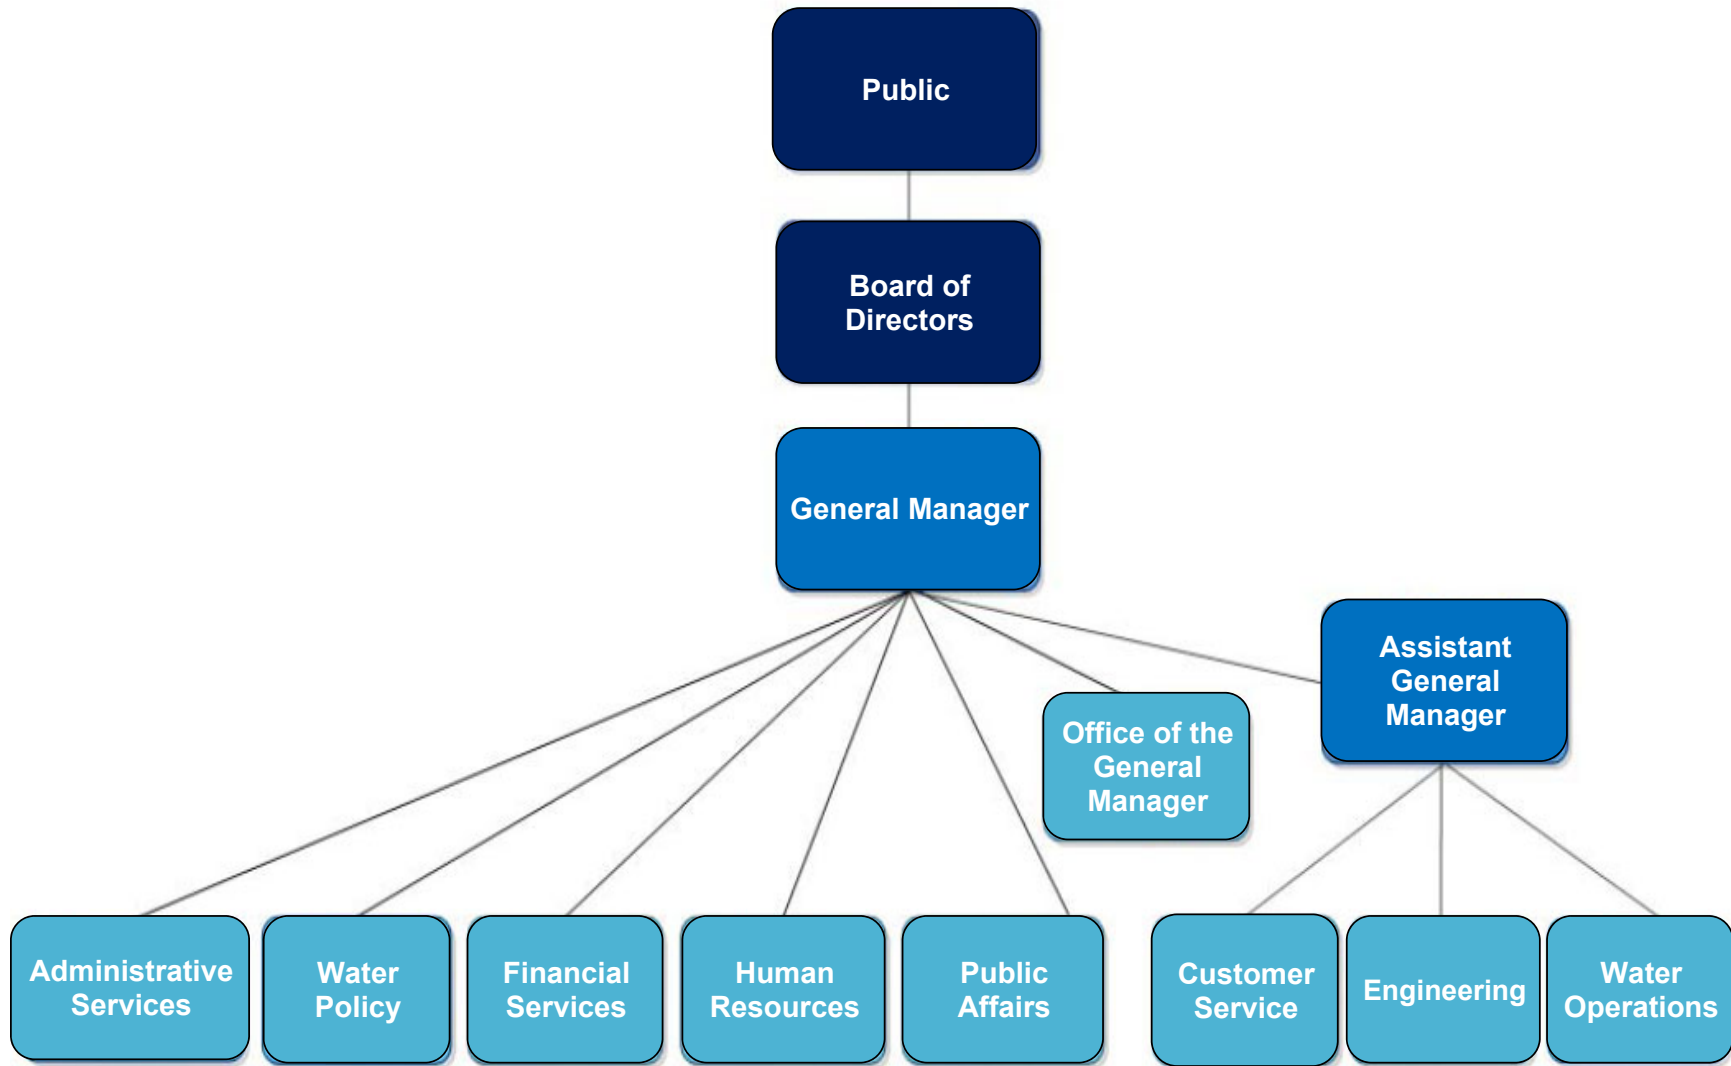 Public
Board of
Directors
General Manager
Assistant
General
Manager
Office of the
General
Manager
Administrative
Services
Water
Policy
Financial
Services
Human
Resources
Public
Affairs
Customer
Service
Engineering
Water
Operations